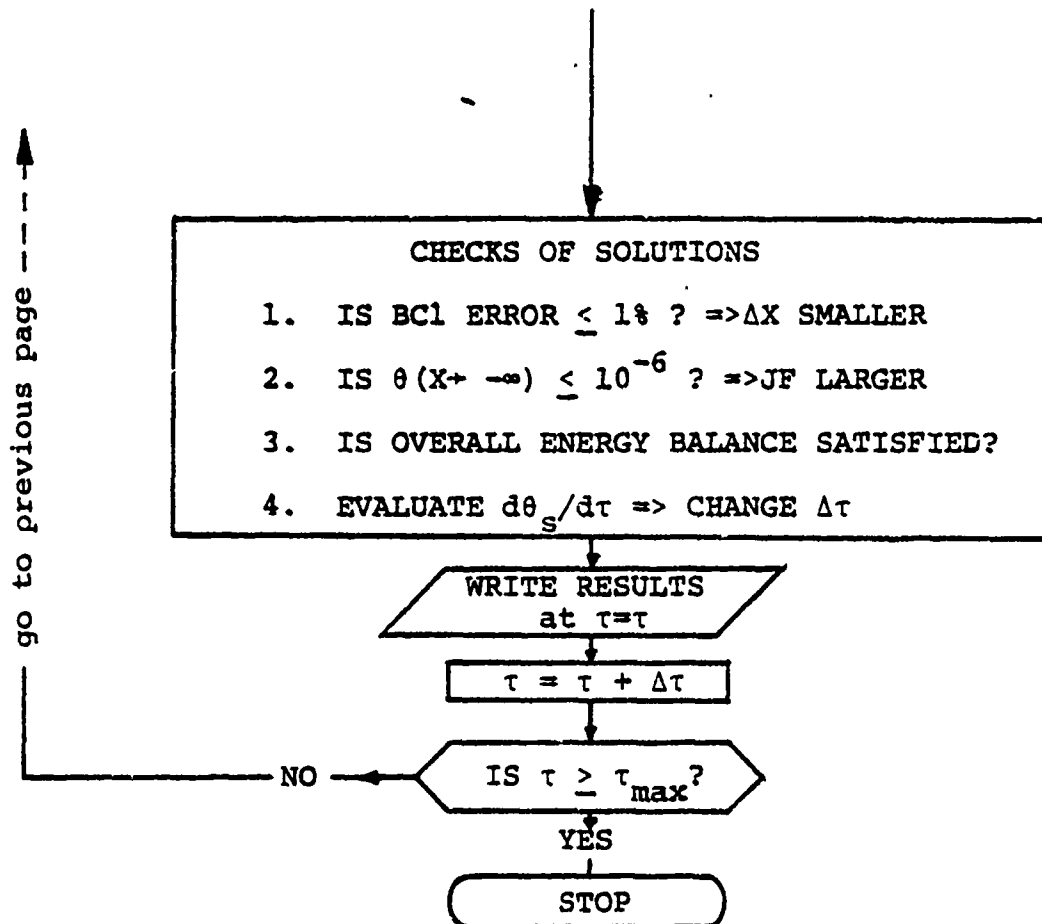 CHECKS OF SOLUTIONS
1. IS BC1 ERROR ≤ 1% ? =>ΔX SMALLER
2. IS θ(X→ -∞) ≤ 10⁻⁶ ? =>JF LARGER
3. IS OVERALL ENERGY BALANCE SATISFIED?
4. EVALUATE dθₛ/dτ => CHANGE Δτ
go to previous page
WRITE RESULTS
at τ=τ
τ = τ + Δτ
NO
IS τ ≥ τmax?
YES
STOP